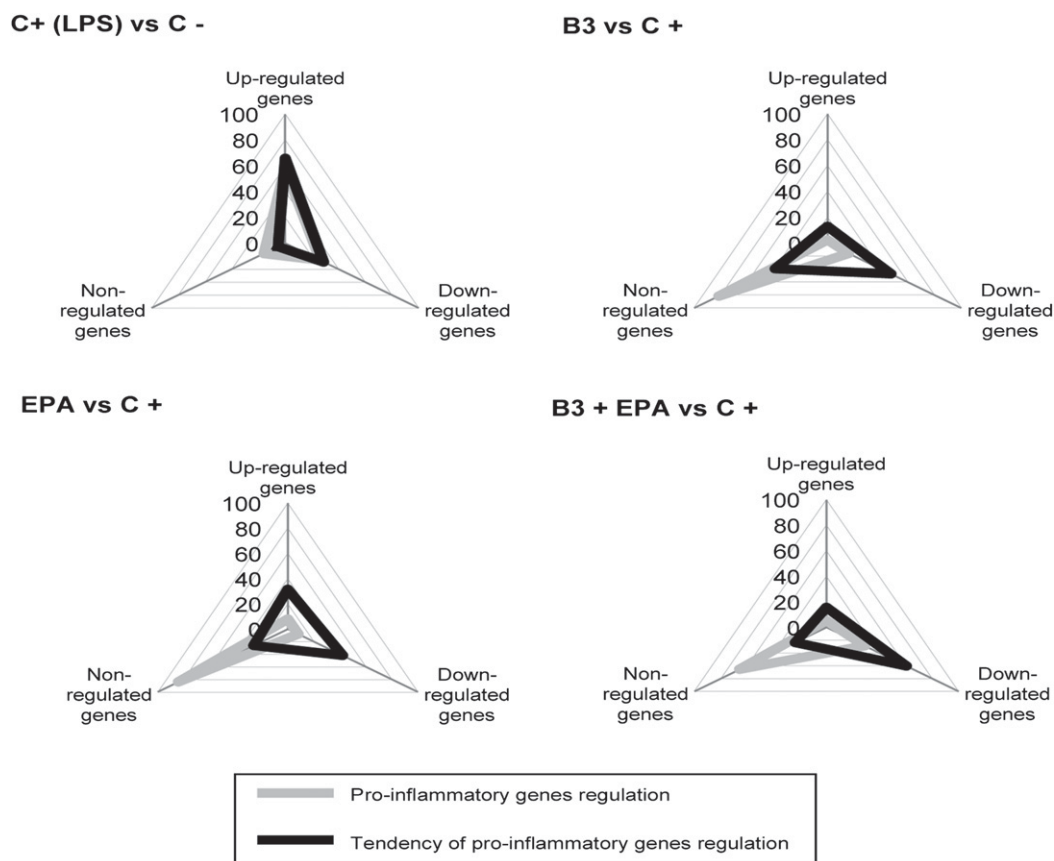 C+ (LPS) vs C -
Up-regulated
genes
100
80
60
40
20
0
Non-
regulated
genes
Down-
regulated
genes
B3 vs C +
Up-regulated
genes
100
80
60
40
20
0
Non-
regulated
genes
Down-
regulated
genes
EPA vs C +
Up-regulated
genes
100
80
60
40
20
0
Non-
regulated
genes
Down-
regulated
genes
B3 + EPA vs C +
Up-regulated
genes
100
80
60
40
20
0
Non-
regulated
genes
Down-
regulated
genes
Pro-inflammatory genes regulation
Tendency of pro-inflammatory genes regulation